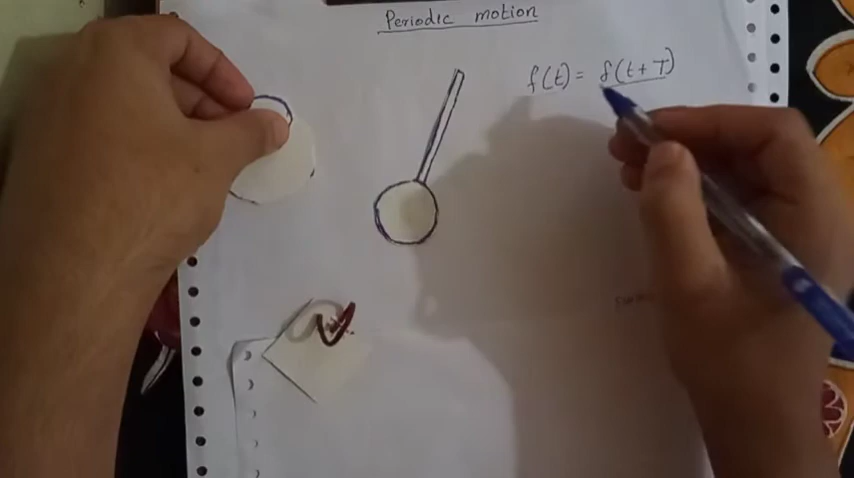 Periodic motion
f(t) = f(t+T)